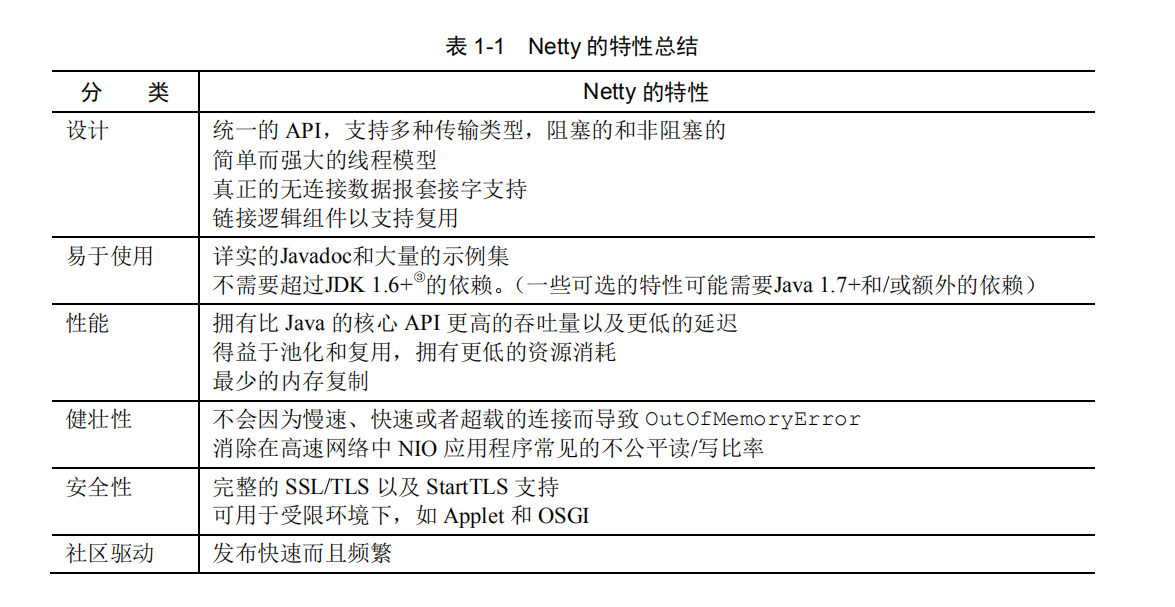 表 1-1 Netty 的特性总结
分 类 Netty 的特性
设计 统一的 API，支持多种传输类型，阻塞的和非阻塞的
简单而强大的线程模型
真正的无连接数据报套接字支持
链接逻辑组件以支持复用
易于使用 详实的Javadoc和大量的示例集
不需要超过JDK 1.6+③的依赖。（一些可选的特性可能需要Java 1.7+和/或额外的依赖）
性能 拥有比 Java 的核心 API 更高的吞吐量以及更低的延迟
得益于池化和复用，拥有更低的资源消耗
最少的内存复制
健壮性 不会因为慢速、快速或者超载的连接而导致 OutOfMemoryError
消除在高速网络中 NIO 应用程序常见的不公平读/写比率
安全性 完整的 SSL/TLS 以及 StartTLS 支持
可用于受限环境下，如 Applet 和 OSGI
社区驱动 发布快速而且频繁